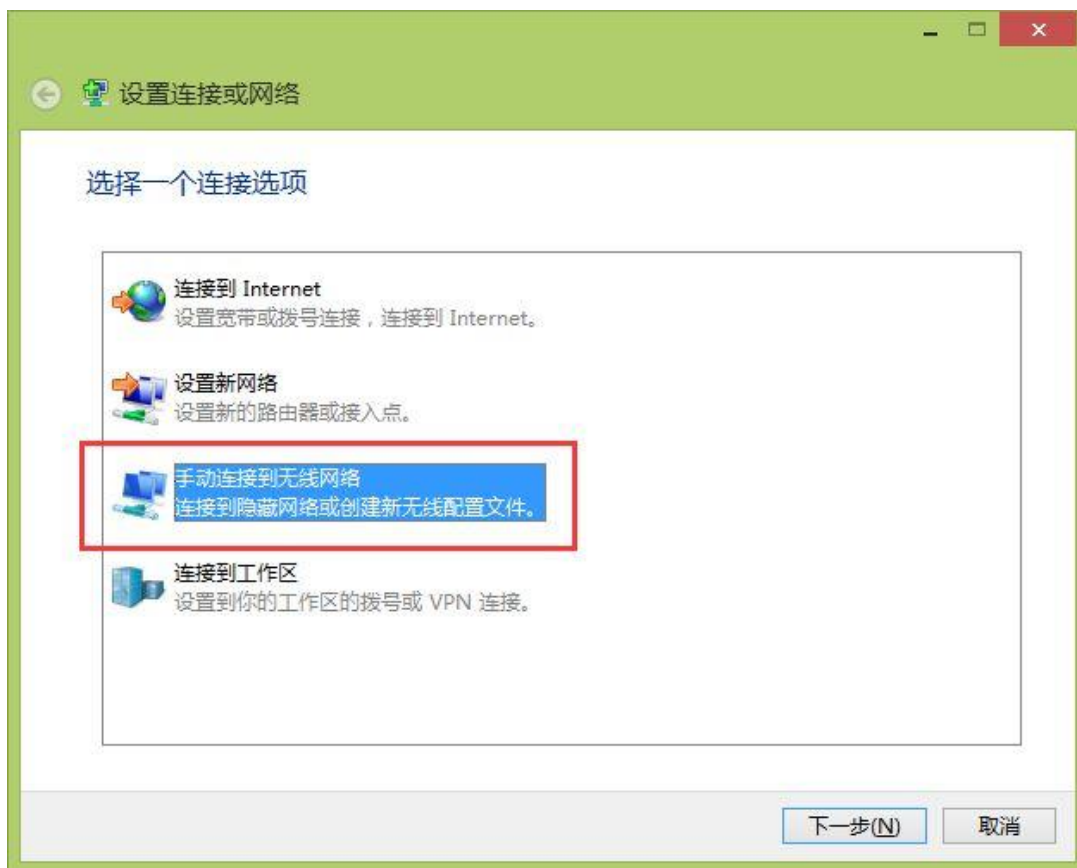 设置连接或网络
选择一个连接选项
连接到 Internet
设置宽带或拨号连接，连接到 Internet。
设置新网络
设置新的路由器或接入点。
手动连接到无线网络
连接到隐藏网络或创建新无线配置文件。
连接到工作区
设置到你的工作区的拨号或 VPN 连接。
下一步(N)
取消